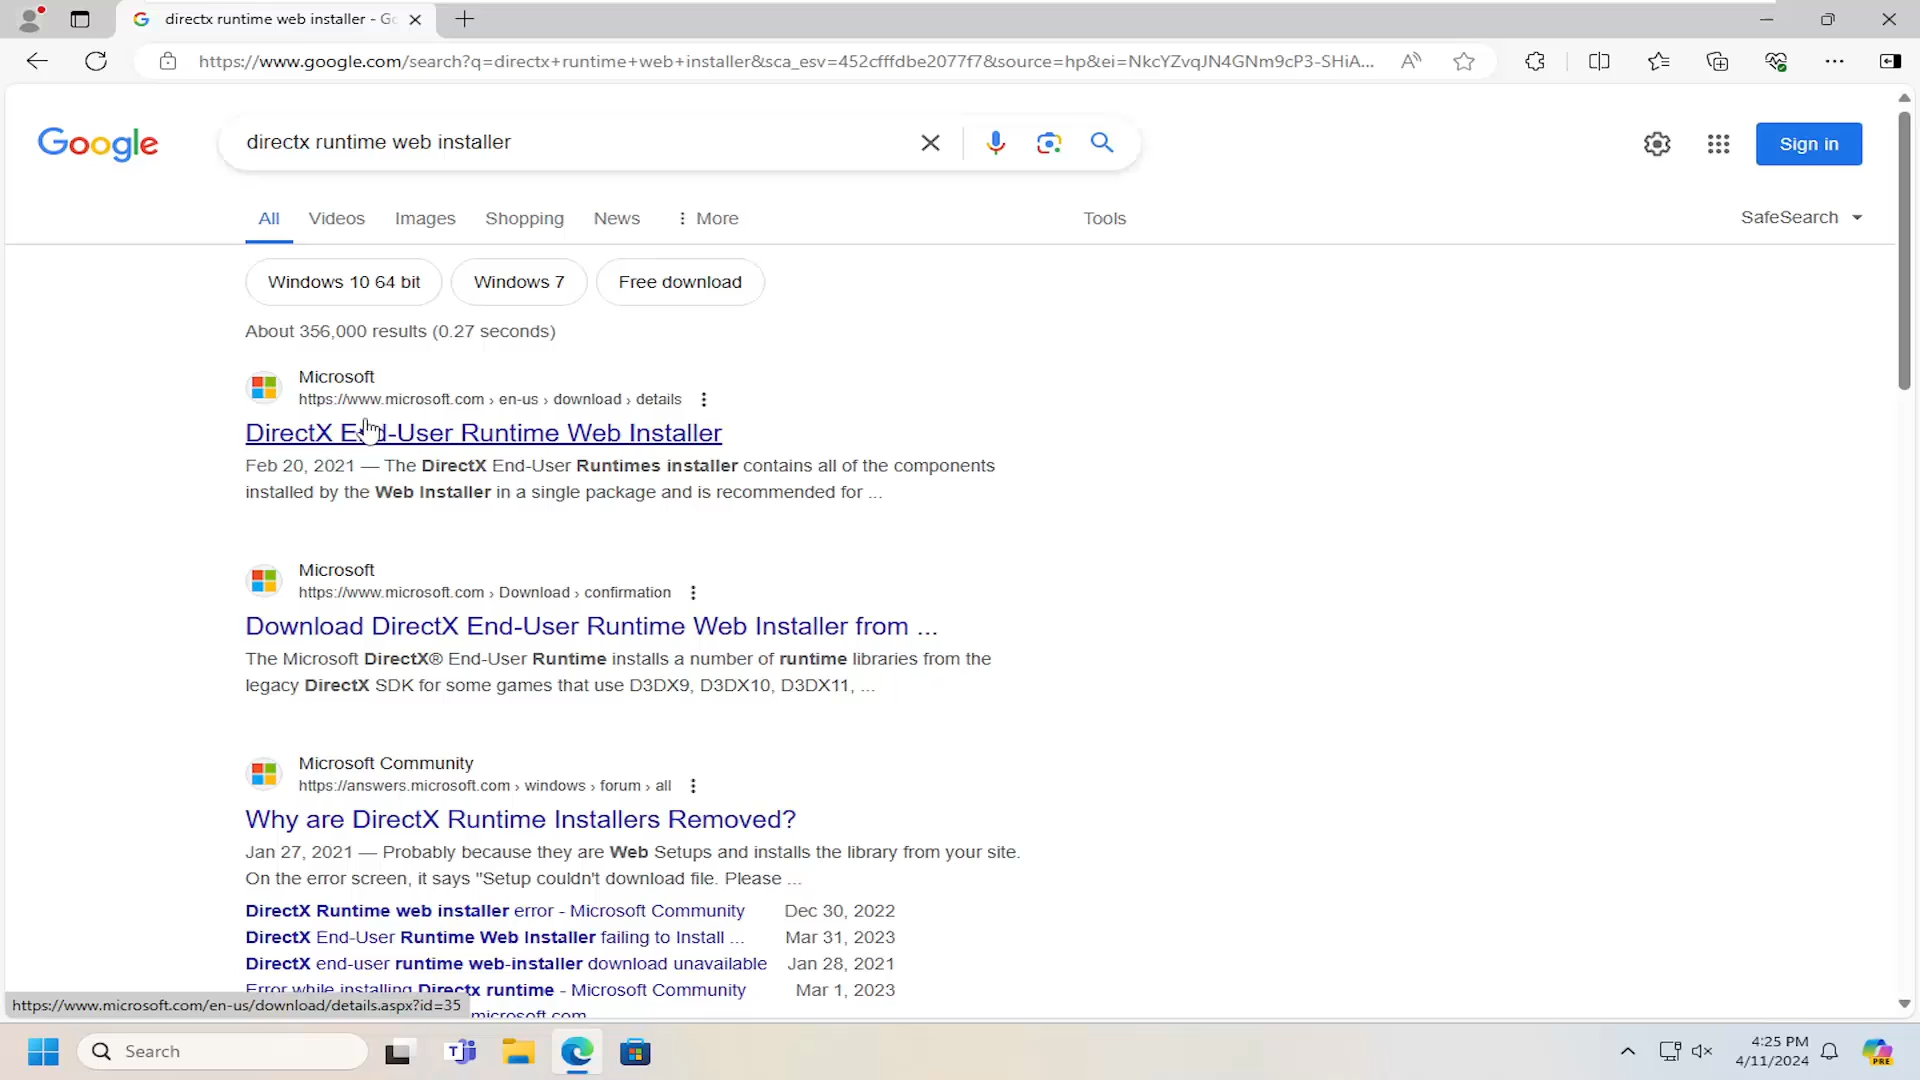 directx runtime web installer - Go
https://www.google.com/search?q=directx+runtime+web+installer&sca_esv=452cfffdbe2077f7&source=hp&ei=NkcYZvqJN4GNm9cP3-SHiA...
Google
directx runtime web installer
Sign in
All Videos Images Shopping News More Tools SafeSearch
Windows 10 64 bit Windows 7 Free download
About 356,000 results (0.27 seconds)
Microsoft
https://www.microsoft.com › en-us › download › details
DirectX End-User Runtime Web Installer
Feb 20, 2021 — The DirectX End-User Runtimes installer contains all of the components
installed by the Web Installer in a single package and is recommended for ...
Microsoft
https://www.microsoft.com › Download › confirmation
Download DirectX End-User Runtime Web Installer from ...
The Microsoft DirectX® End-User Runtime installs a number of runtime libraries from the
legacy DirectX SDK for some games that use D3DX9, D3DX10, D3DX11, ...
Microsoft Community
https://answers.microsoft.com › windows › forum › all
Why are DirectX Runtime Installers Removed?
Jan 27, 2021 — Probably because they are Web Setups and installs the library from your site.
On the error screen, it says "Setup couldn't download file. Please ...
DirectX Runtime web installer error - Microsoft Community Dec 30, 2022
DirectX End-User Runtime Web Installer failing to Install ... Mar 31, 2023
DirectX end-user runtime web-installer download unavailable Jan 28, 2021
Error while installing Directx runtime - Microsoft Community Mar 1, 2023
https://www.microsoft.com/en-us/download/details.aspx?id=35
microsoft.com
Search
4:25 PM
4/11/2024
PRE